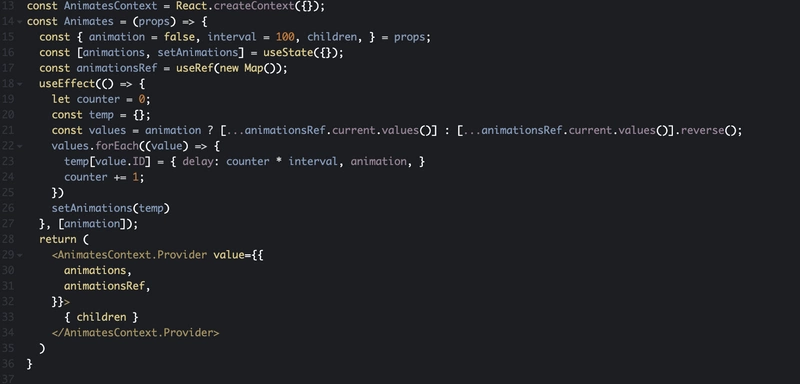 13 const AnimatesContext = React.createContext({});
14 const Animates = (props) => {
15   const { animation = false, interval = 100, children, } = props;
16   const [animations, setAnimations] = useState({});
17   const animationsRef = useRef(new Map());
18   useEffect(() => {
19     let counter = 0;
20     const temp = {};
21     const values = animation ? [...animationsRef.current.values()] : [...animationsRef.current.values()].reverse();
22     values.forEach((value) => {
23       temp[value.ID] = { delay: counter * interval, animation, }
24       counter += 1;
25     })
26     setAnimations(temp)
27   }, [animation]);
28   return (
29     <AnimatesContext.Provider value={{
30       animations,
31       animationsRef,
32     }}>
33       { children }
34     </AnimatesContext.Provider>
35   )
36 }
37